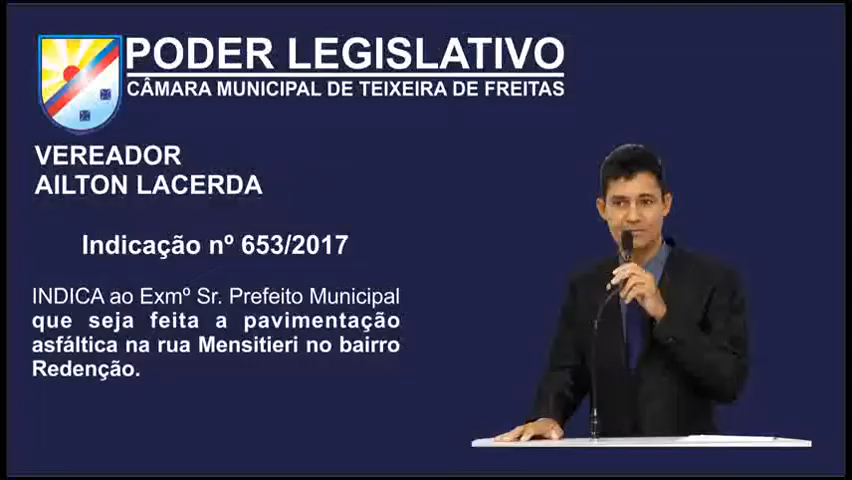 PODER LEGISLATIVO
CÂMARA MUNICIPAL DE TEIXEIRA DE FREITAS
VEREADOR
AILTON LACERDA
Indicação nº 653/2017
INDICA ao Exmº Sr. Prefeito Municipal
que seja feita a pavimentação
asfáltica na rua Mensitieri no bairro
Redenção.